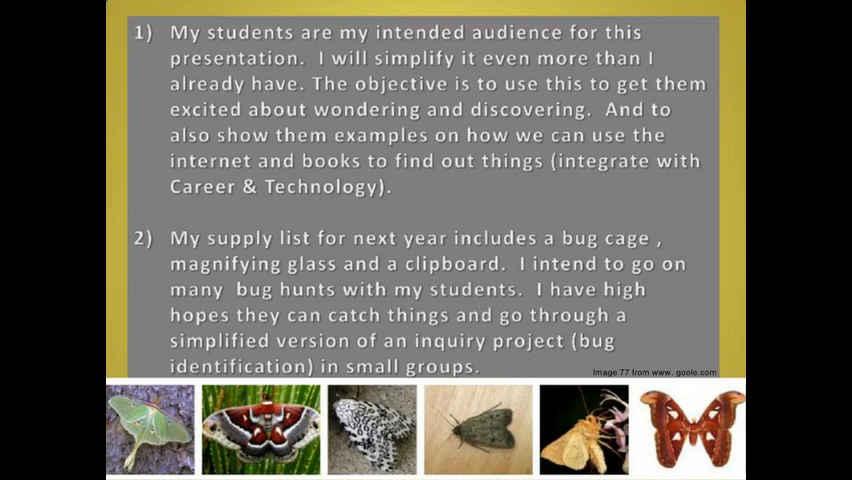 1) My students are my intended audience for this
presentation. I will simplify it even more than I
already have. The objective is to use this to get them
excited about wondering and discovering. And to
also show them examples on how we can use the
internet and books to find out things (integrate with
Career & Technology).
2) My supply list for next year includes a bug cage ,
magnifying glass and a clipboard. I intend to go on
many bug hunts with my students. I have high
hopes they can catch things and go through a
simplified version of an inquiry project (bug
identification) in small groups.
Image 77 from www. goole.com